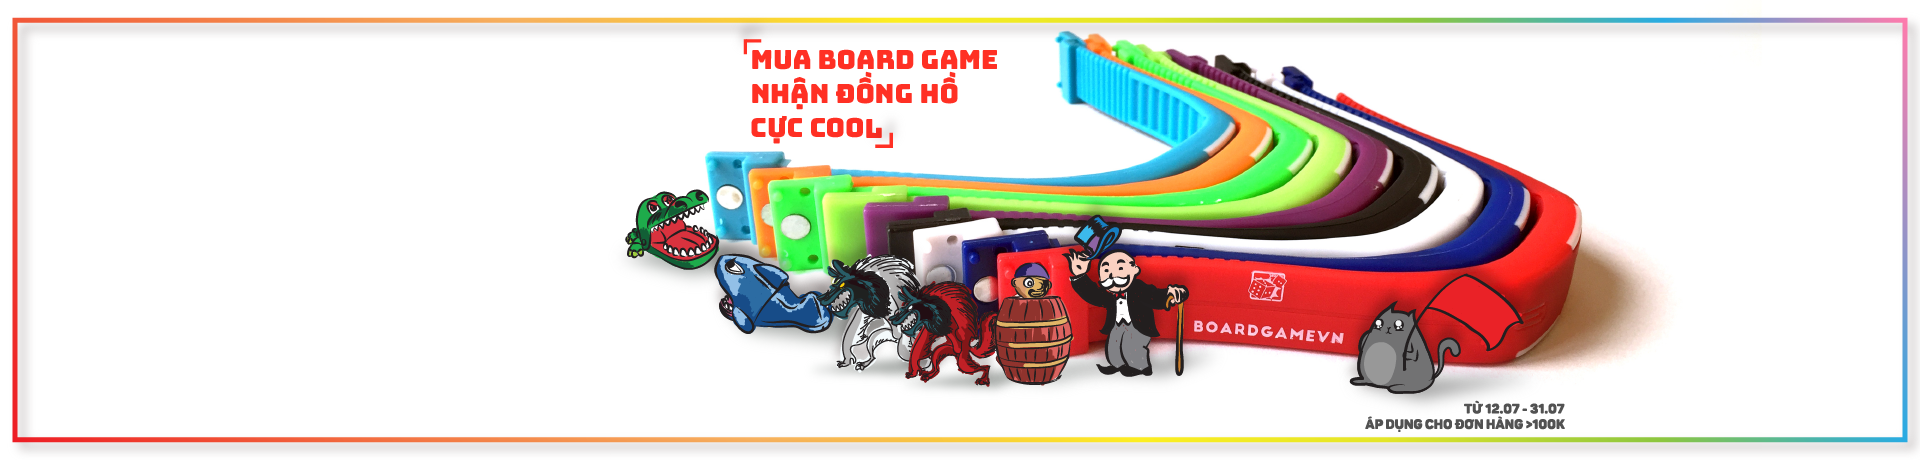 MUA BOARD GAME
NHẬN ĐỒNG HỒ
CỰC COOL
BOARDGAMEVN
TỪ 12.07 - 31.07
ÁP DỤNG CHO ĐƠN HÀNG >100K